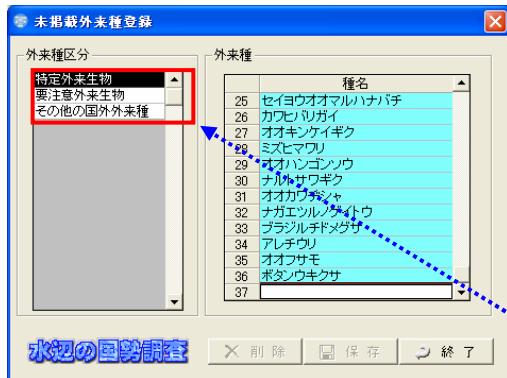 未掲載外来種登録
外来種区分
特定外来生物
要注意外来生物
その他の国外外来種
外来種
種名
25 セイヨウオオマルハナバチ
26 カワヒバリガイ
27 オオキンケイギク
28 ミズヒマワリ
29 オオハンゴンソウ
30 ナルトサワギク
31 オオカワヂシャ
32 ナガエツルノゲイトウ
33 ブラジルチドメグサ
34 アレチウリ
35 オオフサモ
36 ボタンウキクサ
37
水辺の国勢調査
削除 保存 終了